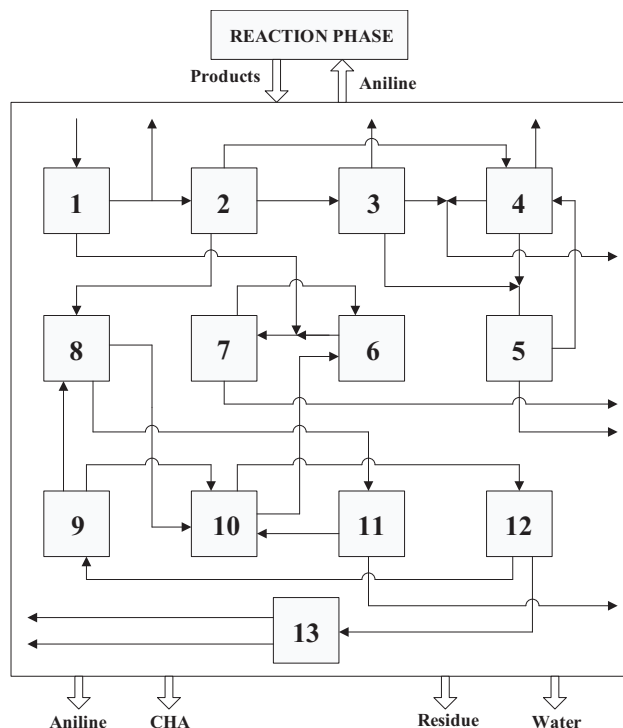 REACTION PHASE
Products
Aniline
1
2
3
4
8
7
6
5
9
10
11
12
13
Aniline
CHA
Residue
Water